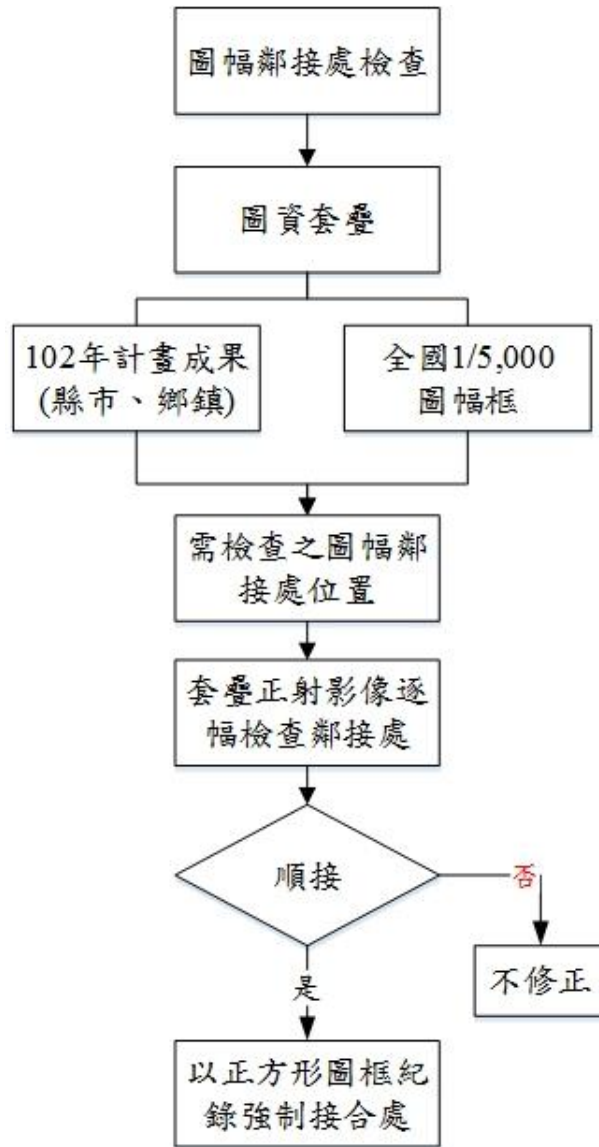 圖幅鄰接處檢查
圖資套疊
102年計畫成果
(縣市、鄉鎮)
全國1/5,000
圖幅框
需檢查之圖幅鄰
接處位置
套疊正射影像逐
幅檢查鄰接處
順接
否
不修正
是
以正方形圖框紀
錄強制接合處